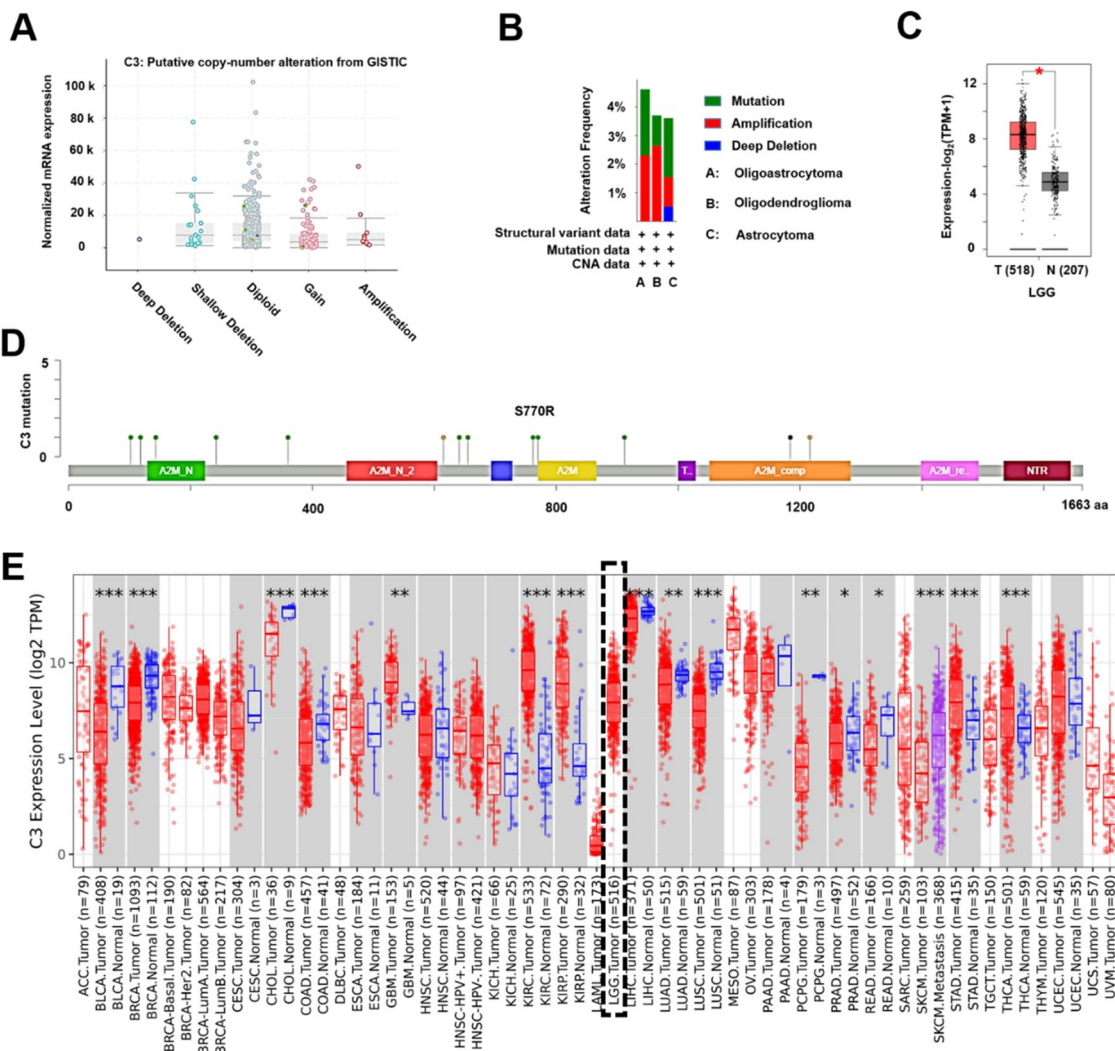 A
C3: Putative copy-number alteration from GISTIC
Normalized mRNA expression
100 k
80 k
60 k
40 k
20 k
0
Deep Deletion
Shallow Deletion
Diploid
Gain
Amplification
B
Alteration Frequency
4%
3%
2%
1%
Structural variant data + + +
Mutation data + + +
CNA data + + +
A B C
Mutation
Amplification
Deep Deletion
A: Oligoastrocytoma
B: Oligodendroglioma
C: Astrocytoma
C
Expression-log2(TPM+1)
12
9
6
3
0
*
T (518) N (207)
LGG
D
C3 mutation
5
0
S770R
A2M_N
A2M_N_2
A2M
T..
A2M_comp
A2M_re..
NTR
0 400 800 1200 1663 aa
E
C3 Expression Level (log2 TPM)
10
5
0
*** *** *** *** ** *** *** *** ** *** ** * * *** *** ***
ACC.Tumor (n=79)
BLCA.Tumor (n=408)
BLCA.Normal (n=19)
BRCA.Tumor (n=1093)
BRCA.Normal (n=112)
BRCA-Basal.Tumor (n=190)
BRCA-Her2.Tumor (n=82)
BRCA-LumA.Tumor (n=564)
BRCA-LumB.Tumor (n=217)
CESC.Tumor (n=304)
CESC.Normal (n=3)
CHOL.Tumor (n=36)
CHOL.Normal (n=9)
COAD.Tumor (n=457)
COAD.Normal (n=41)
DLBC.Tumor (n=48)
ESCA.Tumor (n=184)
ESCA.Normal (n=11)
GBM.Tumor (n=153)
GBM.Normal (n=5)
HNSC.Tumor (n=520)
HNSC.Normal (n=44)
HNSC-HPV+.Tumor (n=97)
HNSC-HPV-.Tumor (n=421)
KICH.Tumor (n=66)
KICH.Normal (n=25)
KIRC.Tumor (n=533)
KIRC.Normal (n=72)
KIRP.Tumor (n=290)
KIRP.Normal (n=32)
LAML.Tumor (n=173)
LGG.Tumor (n=516)
LIHC.Tumor (n=371)
LIHC.Normal (n=50)
LUAD.Tumor (n=515)
LUAD.Normal (n=59)
LUSC.Tumor (n=501)
LUSC.Normal (n=51)
MESO.Tumor (n=87)
OV.Tumor (n=303)
PAAD.Tumor (n=178)
PAAD.Normal (n=4)
PCPG.Tumor (n=179)
PCPG.Normal (n=3)
PRAD.Tumor (n=497)
PRAD.Normal (n=52)
READ.Tumor (n=166)
READ.Normal (n=10)
SARC.Tumor (n=259)
SKCM.Tumor (n=103)
SKCM.Metastasis (n=368)
STAD.Tumor (n=415)
STAD.Normal (n=35)
TGCT.Tumor (n=150)
THCA.Tumor (n=501)
THCA.Normal (n=59)
THYM.Tumor (n=120)
UCEC.Tumor (n=545)
UCEC.Normal (n=35)
UCS.Tumor (n=57)
UVM.Tumor (n=80)